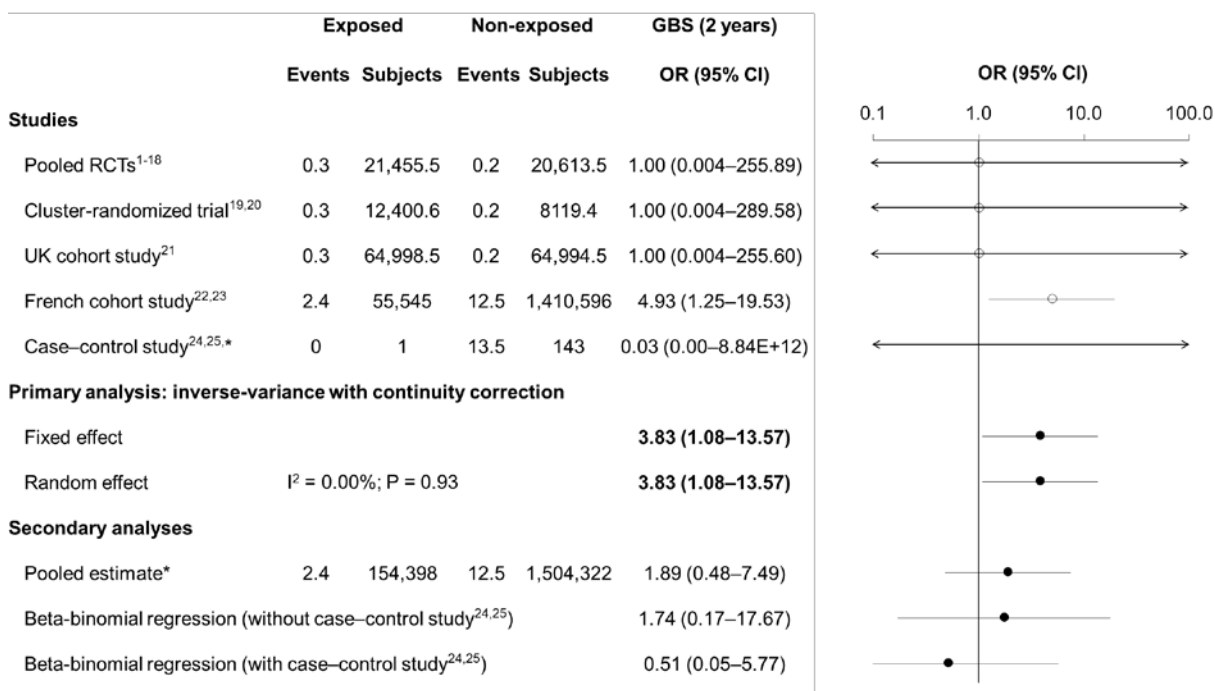 Exposed Non-exposed GBS (2 years)
Events Subjects Events Subjects OR (95% CI) OR (95% CI)
Studies 0.1 1.0 10.0 100.0
Pooled RCTs1-18 0.3 21,455.5 0.2 20,613.5 1.00 (0.004–255.89)
Cluster-randomized trial19,20 0.3 12,400.6 0.2 8119.4 1.00 (0.004–289.58)
UK cohort study21 0.3 64,998.5 0.2 64,994.5 1.00 (0.004–255.60)
French cohort study22,23 2.4 55,545 12.5 1,410,596 4.93 (1.25–19.53)
Case–control study24,25,* 0 1 13.5 143 0.03 (0.00–8.84E+12)
Primary analysis: inverse-variance with continuity correction
Fixed effect 3.83 (1.08–13.57)
Random effect I2 = 0.00%; P = 0.93 3.83 (1.08–13.57)
Secondary analyses
Pooled estimate* 2.4 154,398 12.5 1,504,322 1.89 (0.48–7.49)
Beta-binomial regression (without case–control study24,25) 1.74 (0.17–17.67)
Beta-binomial regression (with case–control study24,25) 0.51 (0.05–5.77)